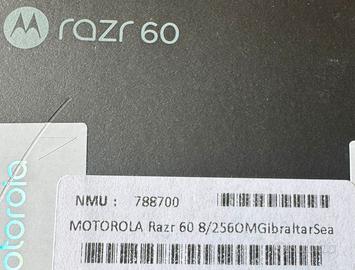 razr 60
motorola
NMU : 788700
MOTOROLA Razr 60 8/256OMGibraltarSea